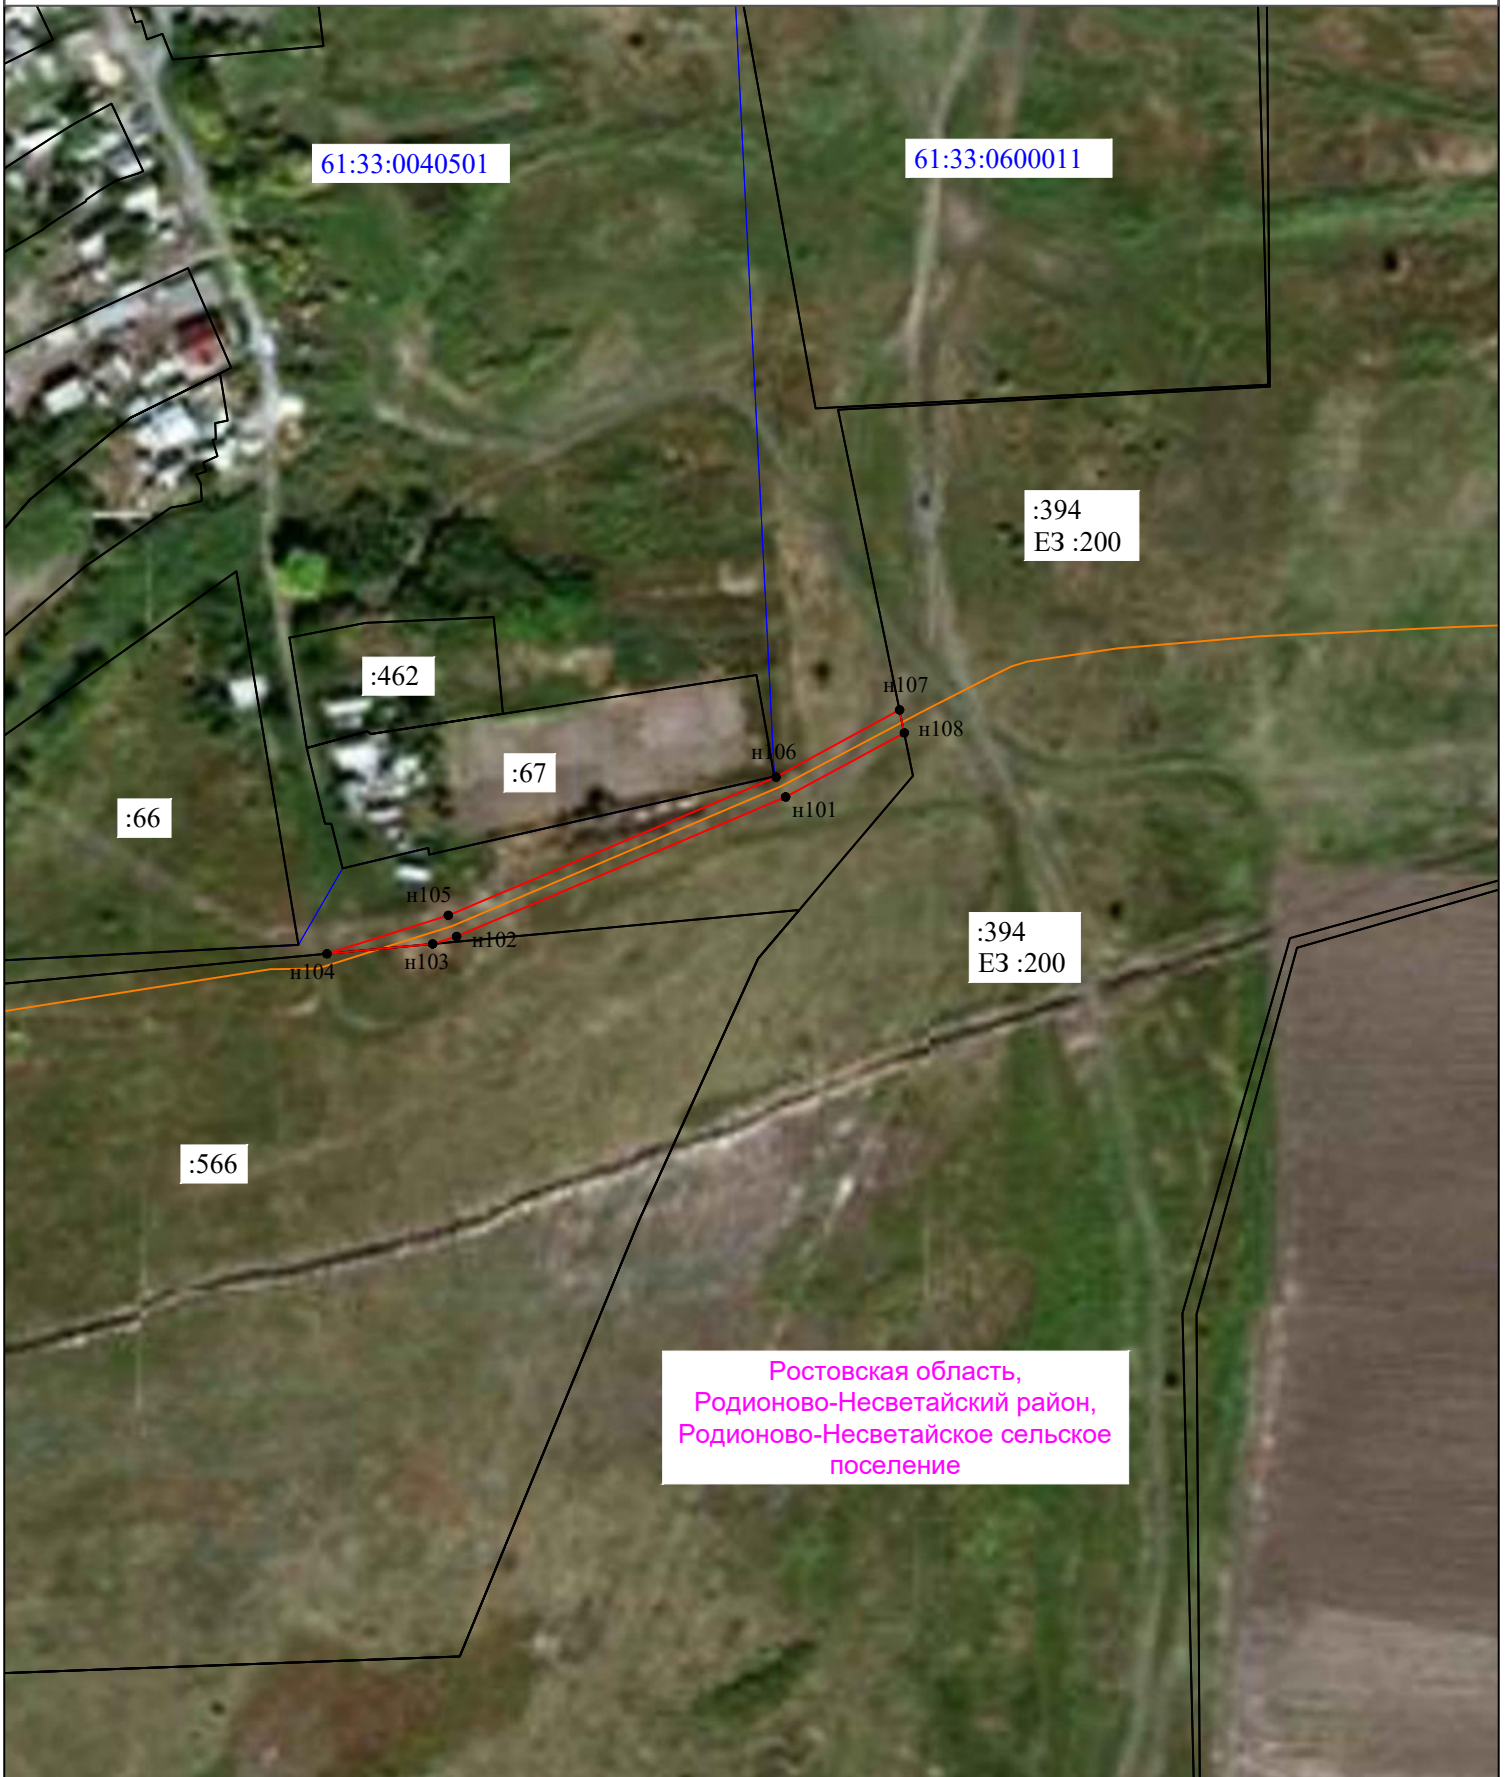 61:33:0040501
61:33:0600011
:394
ЕЗ :200
:462
н107
н108
н106
:67
н101
:66
н105
н102
н103
н104
:394
ЕЗ :200
:566
Ростовская область,
Родионово-Несветайский район,
Родионово-Несветайское сельское
поселение